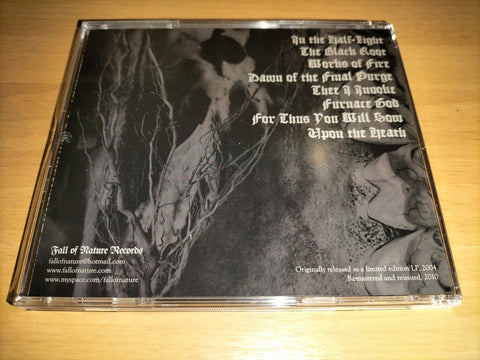 In the Half-Light
The Black Root
Works of Fire
Dawn of the Final Purge
Thee I Invoke
Furnace God
For Thus You Will Sow
Upon the Heath
Fall of Nature Records
fallofnature@hotmail.com
www.fallofnature.com
www.myspace.com/fallofnature
Originally released as a limited edition LP, 2004
Remastered and reissued, 2010